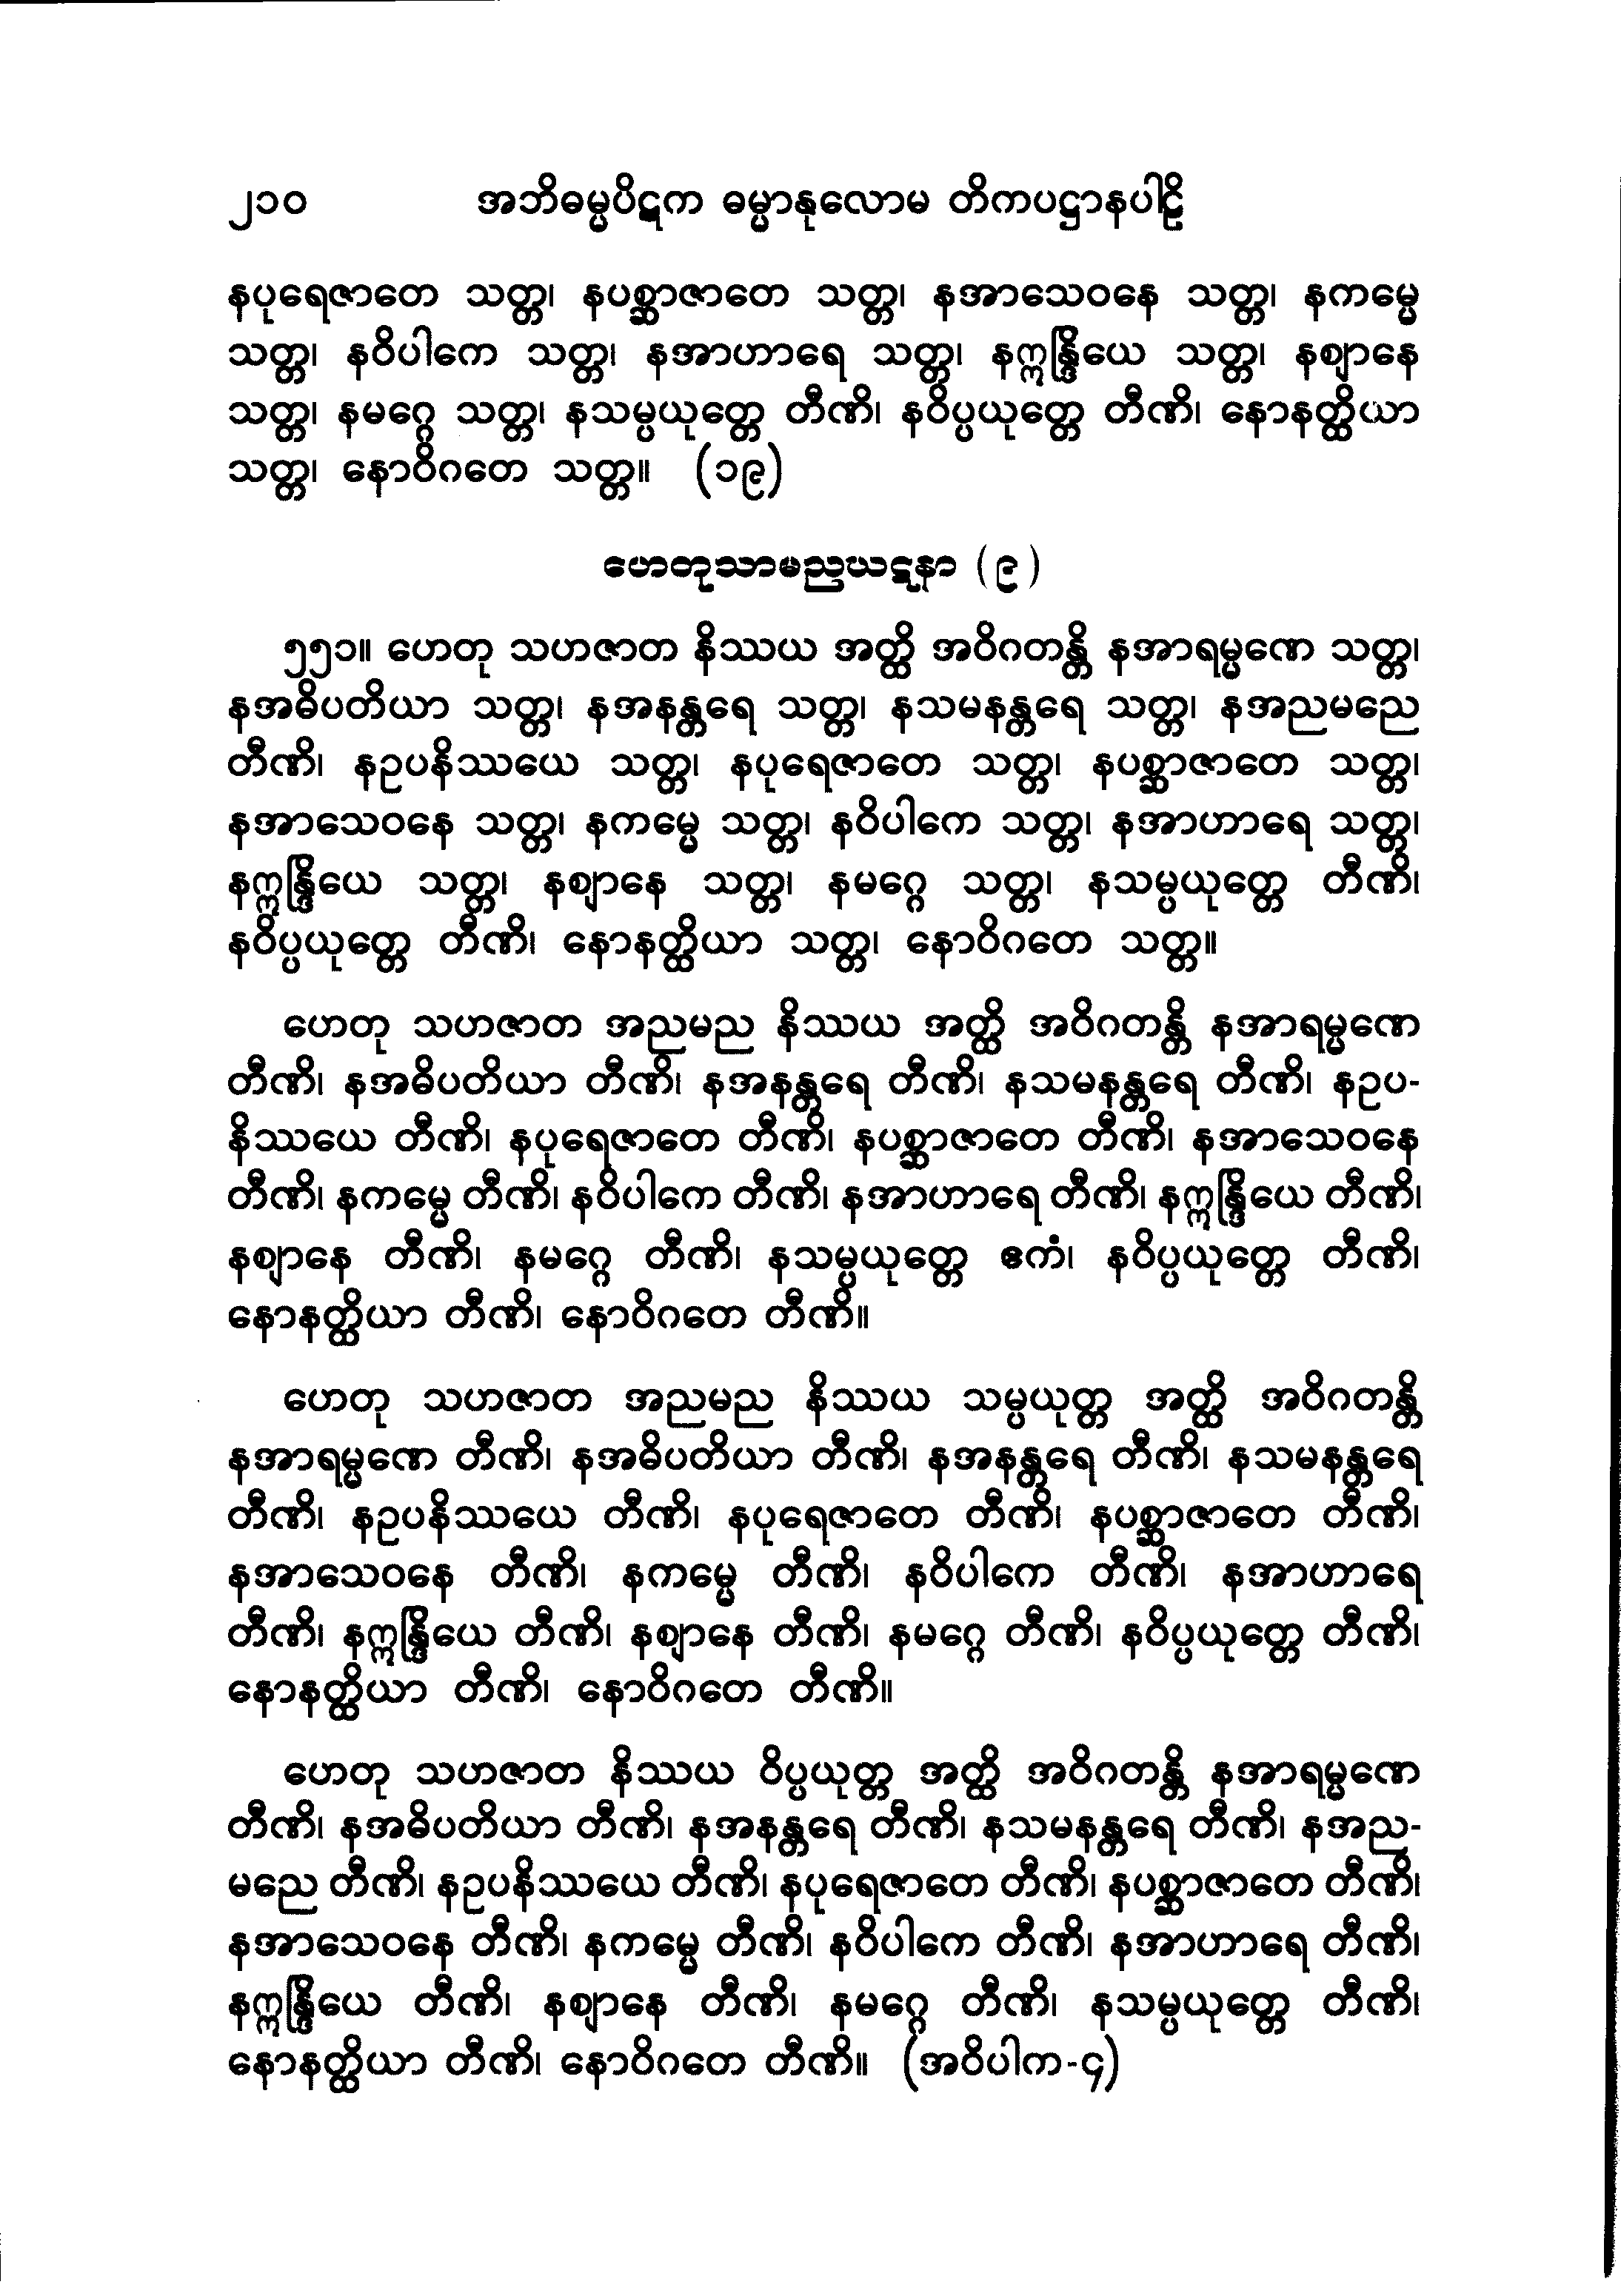 ၂၁၀ အဘိဓမ္မပိဋက ဓမ္မာနုလောမ တိကပဋ္ဌာနပါဠိ
နပုရေဇာတေ သတ္တ၊ နပစ္ဆာဇာတေ သတ္တ၊ နအာသေဝနေ သတ္တ၊ နကမ္မေ
သတ္တ၊ နဝိပါကေ သတ္တ၊ နအာဟာရေ သတ္တ၊ နဣန္ဒြိယေ သတ္တ၊ နဈာနေ
သတ္တ၊ နမဂ္ဂေ သတ္တ၊ နသမ္ပယုတ္တေ တီဏိ၊ နဝိပ္ပယုတ္တေ တီဏိ၊ နောနတ္ထိယာ
သတ္တ၊ နောဝိဂတေ သတ္တ။ (၁၉)
ဟေတုသာမညဃဋနာ (၉)
၅၅၁။ ဟေတု သဟဇာတ နိဿယ အတ္ထိ အဝိဂတန္တိ နအာရမ္မဏေ သတ္တ၊
နအဓိပတိယာ သတ္တ၊ နအနန္တရေ သတ္တ၊ နသမနန္တရေ သတ္တ၊ နအညမညေ
တီဏိ၊ နဥပနိဿယေ သတ္တ၊ နပုရေဇာတေ သတ္တ၊ နပစ္ဆာဇာတေ သတ္တ၊
နအာသေဝနေ သတ္တ၊ နကမ္မေ သတ္တ၊ နဝိပါကေ သတ္တ၊ နအာဟာရေ သတ္တ၊
နဣန္ဒြိယေ သတ္တ၊ နဈာနေ သတ္တ၊ နမဂ္ဂေ သတ္တ၊ နသမ္ပယုတ္တေ တီဏိ၊
နဝိပ္ပယုတ္တေ တီဏိ၊ နောနတ္ထိယာ သတ္တ၊ နောဝိဂတေ သတ္တ။
ဟေတု သဟဇာတ အညမည နိဿယ အတ္ထိ အဝိဂတန္တိ နအာရမ္မဏေ
တီဏိ၊ နအဓိပတိယာ တီဏိ၊ နအနန္တရေ တီဏိ၊ နသမနန္တရေ တီဏိ၊ နဥပ-
နိဿယေ တီဏိ၊ နပုရေဇာတေ တီဏိ၊ နပစ္ဆာဇာတေ တီဏိ၊ နအာသေဝနေ
တီဏိ၊ နကမ္မေ တီဏိ၊ နဝိပါကေ တီဏိ၊ နအာဟာရေ တီဏိ၊ နဣန္ဒြိယေ တီဏိ၊
နဈာနေ တီဏိ၊ နမဂ္ဂေ တီဏိ၊ နသမ္ပယုတ္တေ ဧကံ၊ နဝိပ္ပယုတ္တေ တီဏိ၊
နောနတ္ထိယာ တီဏိ၊ နောဝိဂတေ တီဏိ။
ဟေတု သဟဇာတ အညမည နိဿယ သမ္ပယုတ္တ အတ္ထိ အဝိဂတန္တိ
နအာရမ္မဏေ တီဏိ၊ နအဓိပတိယာ တီဏိ၊ နအနန္တရေ တီဏိ၊ နသမနန္တရေ
တီဏိ၊ နဥပနိဿယေ တီဏိ၊ နပုရေဇာတေ တီဏိ၊ နပစ္ဆာဇာတေ တီဏိ၊
နအာသေဝနေ တီဏိ၊ နကမ္မေ တီဏိ၊ နဝိပါကေ တီဏိ၊ နအာဟာရေ
တီဏိ၊ နဣန္ဒြိယေ တီဏိ၊ နဈာနေ တီဏိ၊ နမဂ္ဂေ တီဏိ၊ နဝိပ္ပယုတ္တေ တီဏိ၊
နောနတ္ထိယာ တီဏိ၊ နောဝိဂတေ တီဏိ။
ဟေတု သဟဇာတ နိဿယ ဝိပ္ပယုတ္တ အတ္ထိ အဝိဂတန္တိ နအာရမ္မဏေ
တီဏိ၊ နအဓိပတိယာ တီဏိ၊ နအနန္တရေ တီဏိ၊ နသမနန္တရေ တီဏိ၊ နအည-
မညေ တီဏိ၊ နဥပနိဿယေ တီဏိ၊ နပုရေဇာတေ တီဏိ၊ နပစ္ဆာဇာတေ တီဏိ၊
နအာသေဝနေ တီဏိ၊ နကမ္မေ တီဏိ၊ နဝိပါကေ တီဏိ၊ နအာဟာရေ တီဏိ၊
နဣန္ဒြိယေ တီဏိ၊ နဈာနေ တီဏိ၊ နမဂ္ဂေ တီဏိ၊ နသမ္ပယုတ္တေ တီဏိ၊
နောနတ္ထိယာ တီဏိ၊ နောဝိဂတေ တီဏိ။ (အဝိပါက-၄)